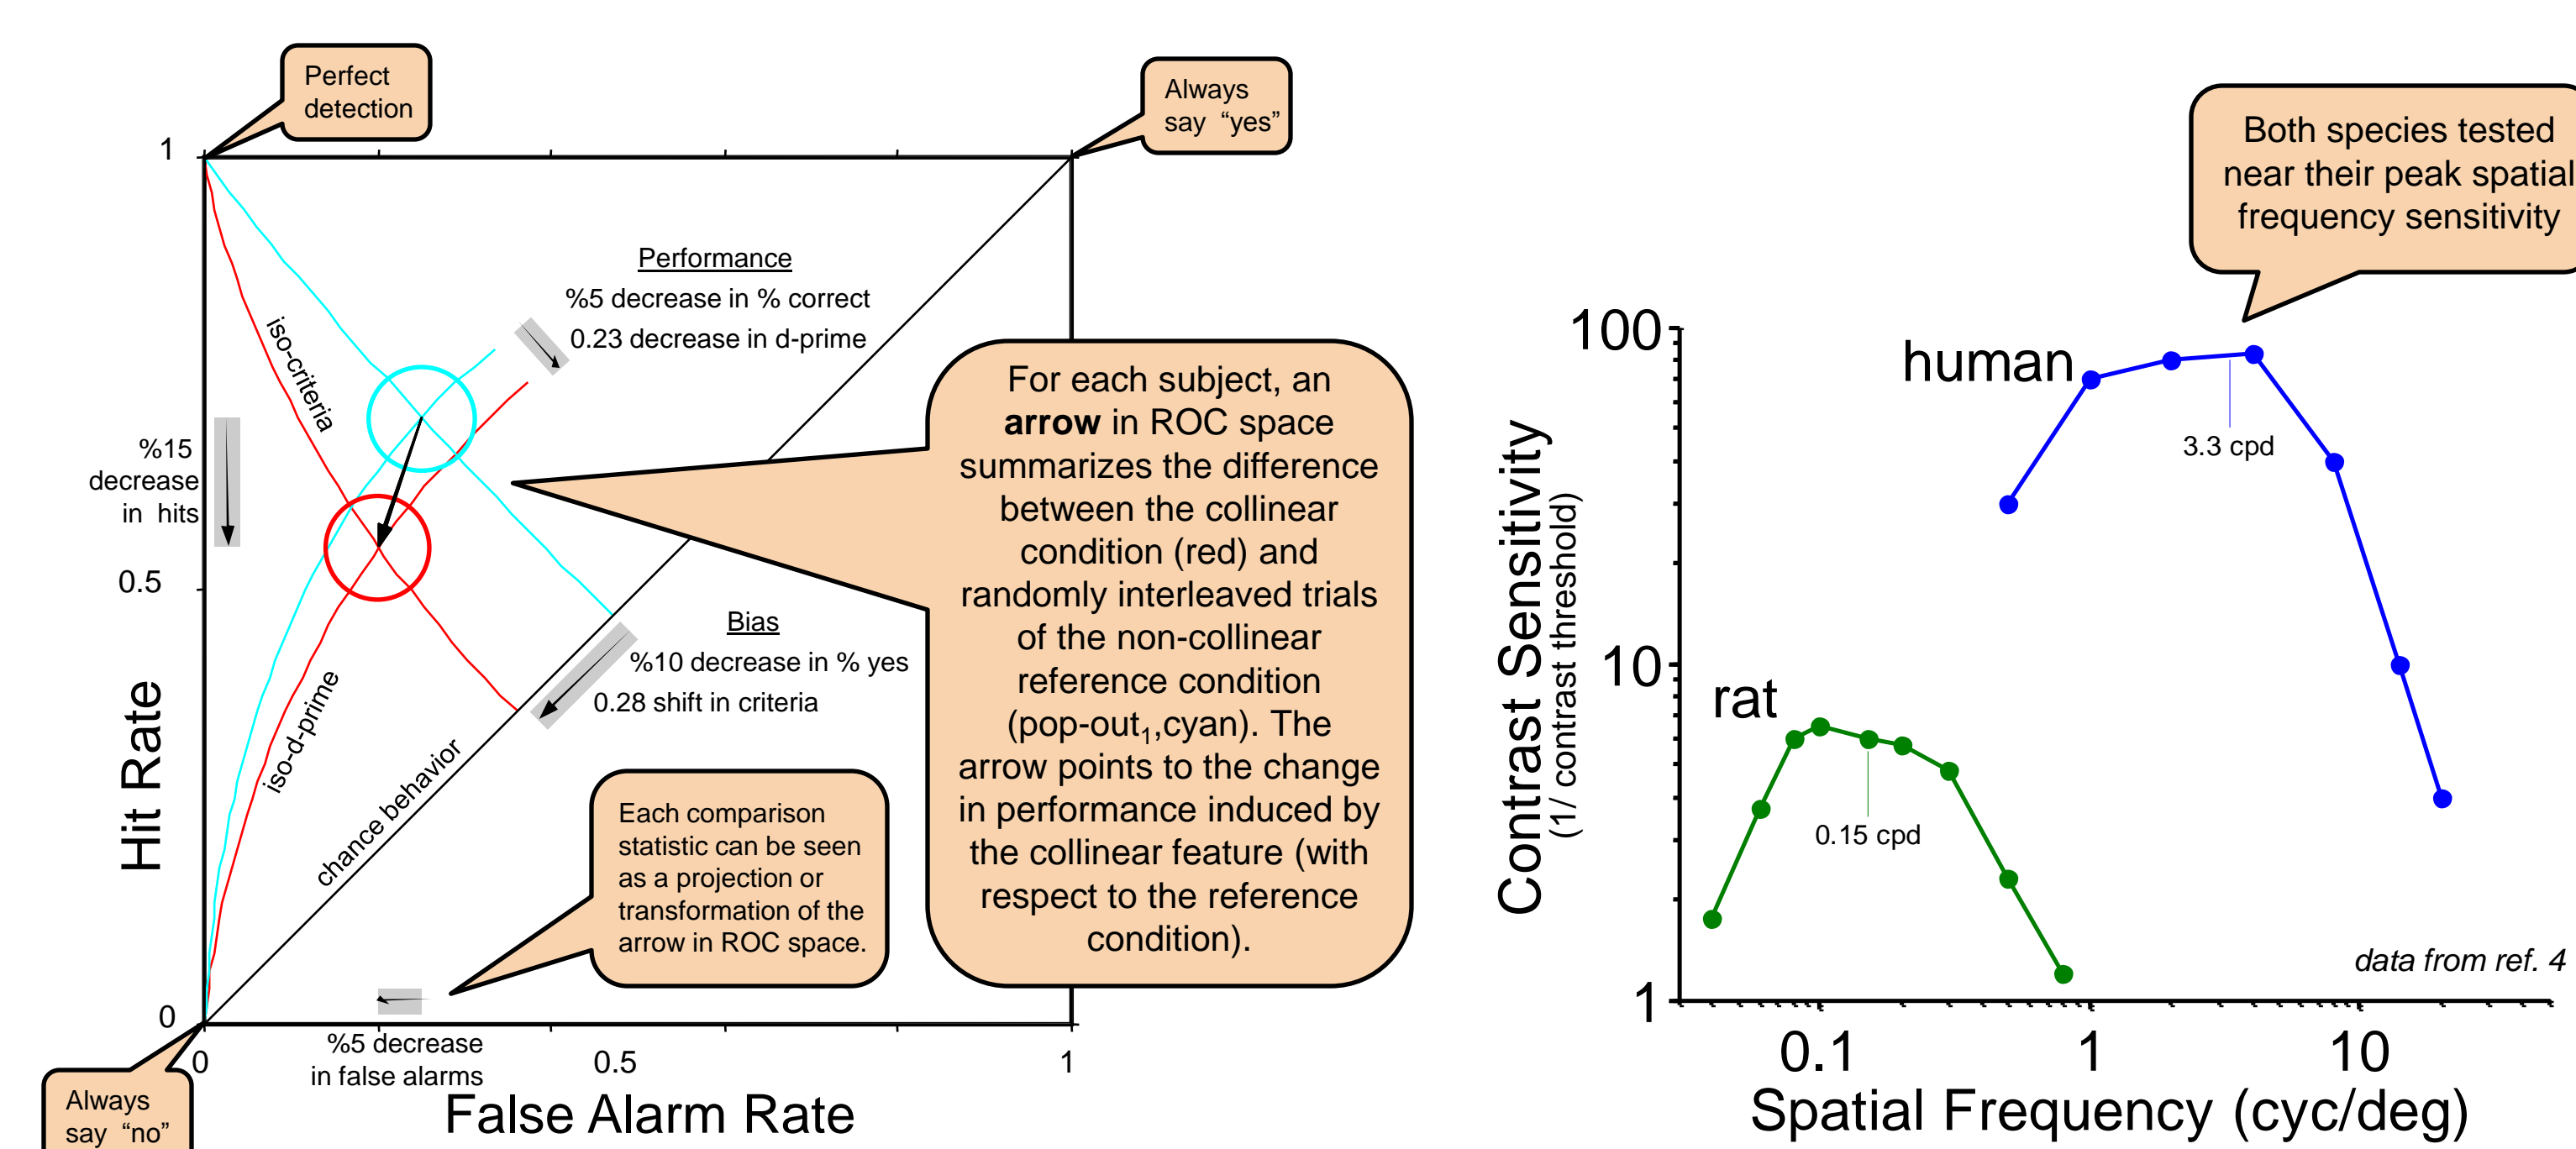 Perfect
detection
Always
say “yes”
1
Performance
%5 decrease in % correct
0.23 decrease in d-prime
iso-criteria
%15
decrease
in hits
0.5
Hit Rate
iso-d-prime
chance behavior
Bias
%10 decrease in % yes
0.28 shift in criteria
For each subject, an
arrow in ROC space
summarizes the difference
between the collinear
condition (red) and
randomly interleaved trials
of the non-collinear
reference condition
(pop-out₁,cyan). The
arrow points to the change
in performance induced by
the collinear feature (with
respect to the reference
condition).
Each comparison
statistic can be seen
as a projection or
transformation of the
arrow in ROC space.
0
0
%5 decrease
in false alarms
0.5
1
False Alarm Rate
Always
say “no”
Both species tested
near their peak spatial
frequency sensitivity
100
human
3.3 cpd
Contrast Sensitivity
(1/ contrast threshold)
10
rat
0.15 cpd
data from ref. 4
1
0.1
1
10
Spatial Frequency (cyc/deg)